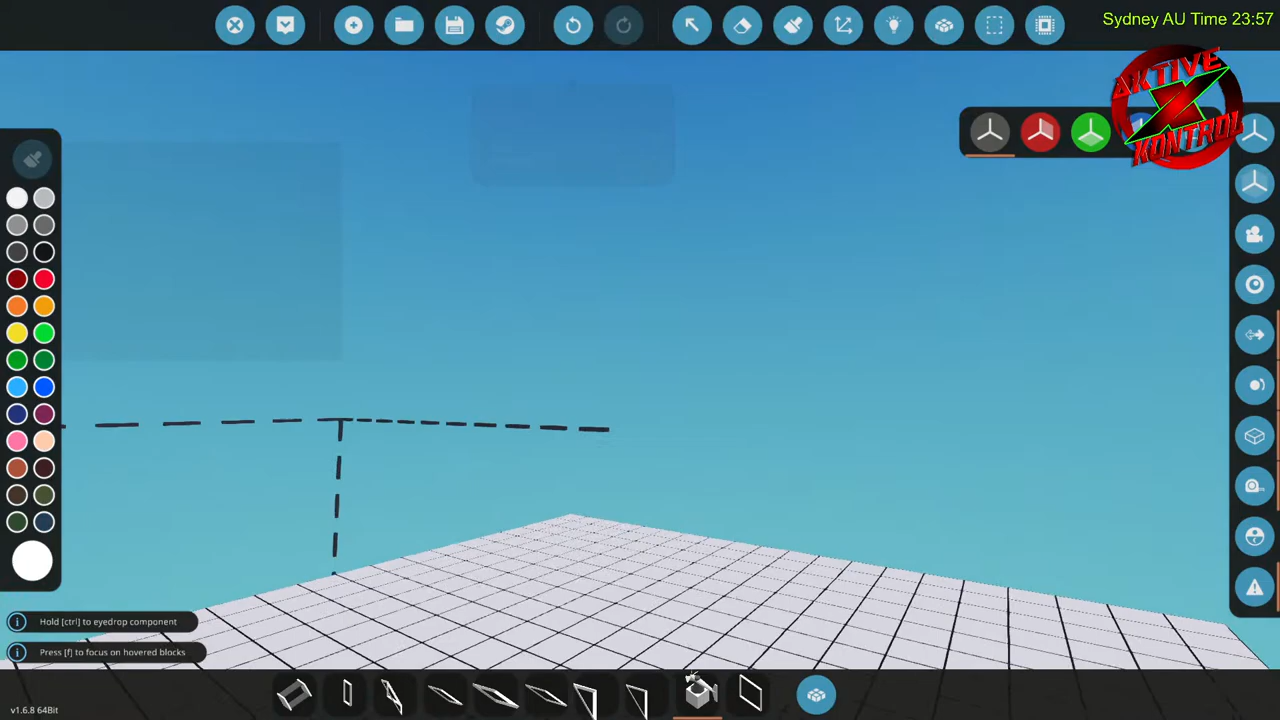 Sydney AU Time 23:57
AKTIVE
X
KONTROL
Hold [ctrl] to eyedrop component
Press [f] to focus on hovered blocks
v1.6.8 64Bit